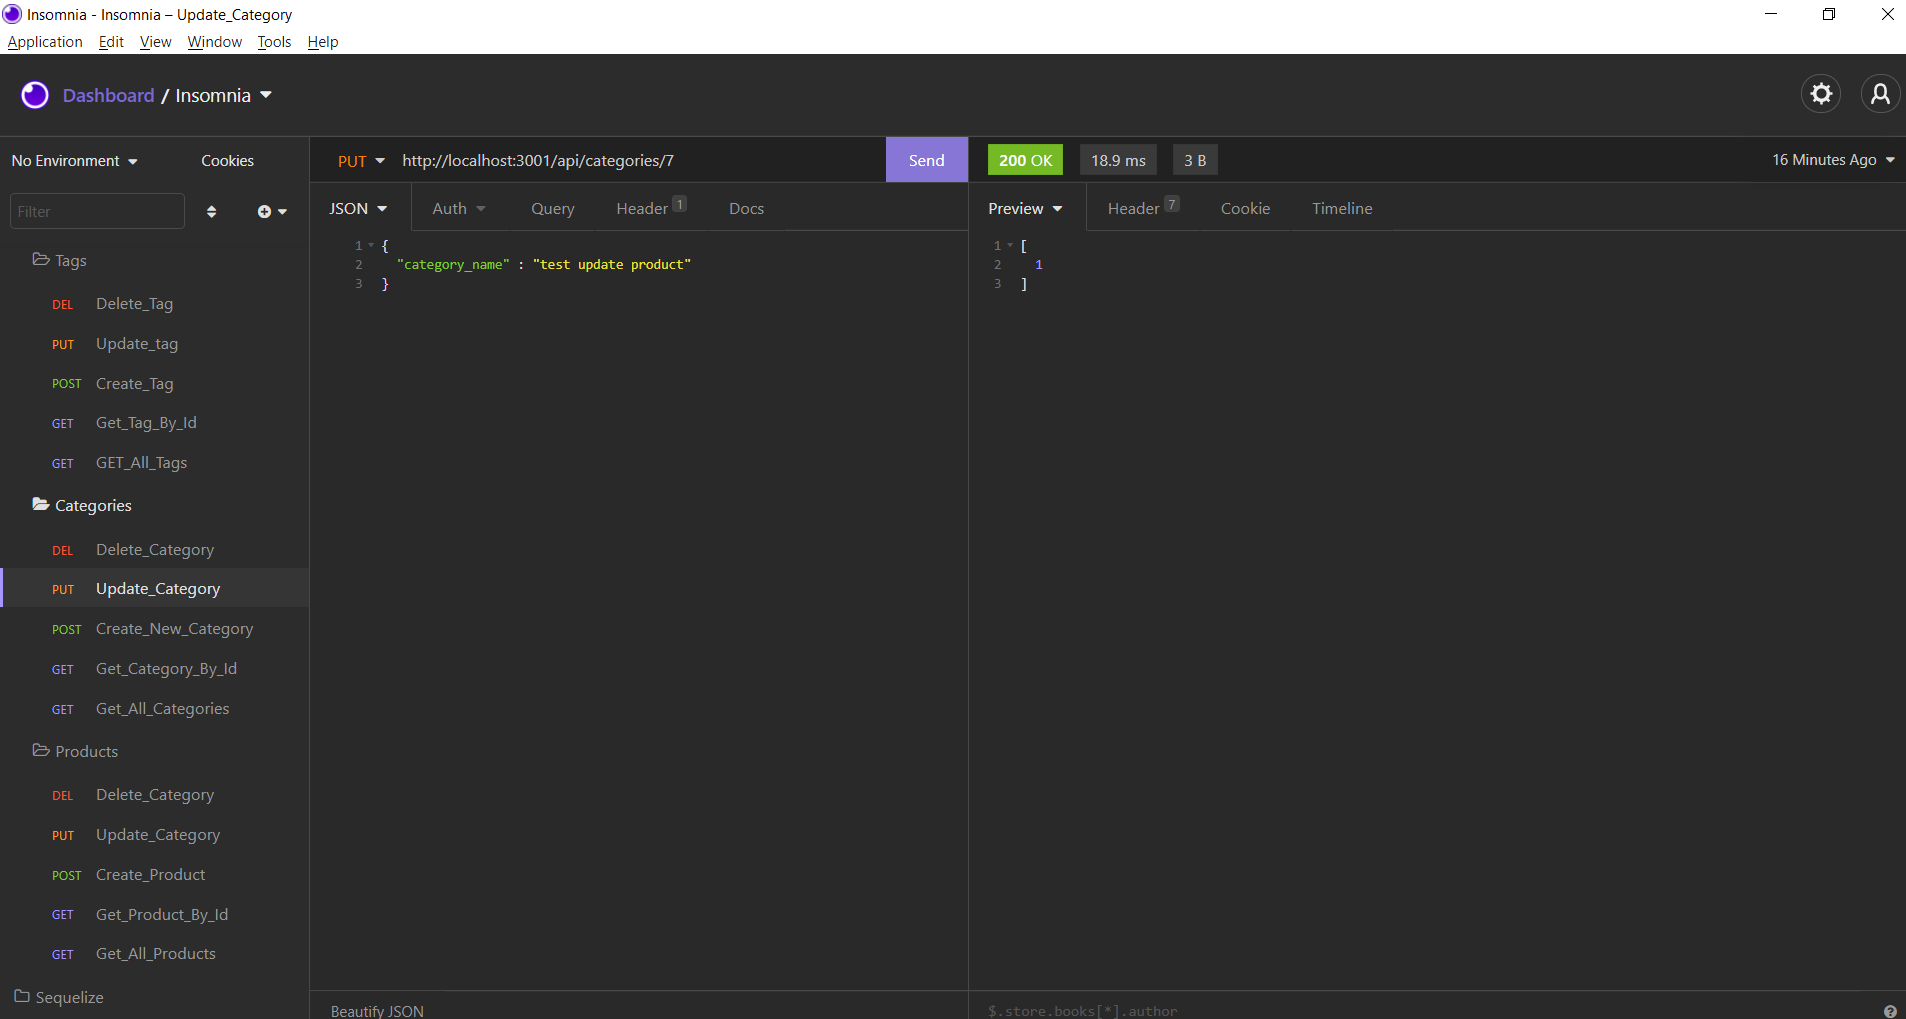 Insomnia - Insomnia – Update_Category
Application Edit View Window Tools Help
Dashboard / Insomnia
No Environment Cookies
Filter
Tags
DEL Delete_Tag
PUT Update_tag
POST Create_Tag
GET Get_Tag_By_Id
GET GET_All_Tags
Categories
DEL Delete_Category
PUT Update_Category
POST Create_New_Category
GET Get_Category_By_Id
GET Get_All_Categories
Products
DEL Delete_Category
PUT Update_Category
POST Create_Product
GET Get_Product_By_Id
GET Get_All_Products
Sequelize
PUT http://localhost:3001/api/categories/7 Send
JSON Auth Query Header 1 Docs
1 {
2 "category_name" : "test update product"
3 }
Beautify JSON
200 OK 18.9 ms 3 B 16 Minutes Ago
Preview Header 7 Cookie Timeline
1 [
2 1
3 ]
$.store.books[*].author